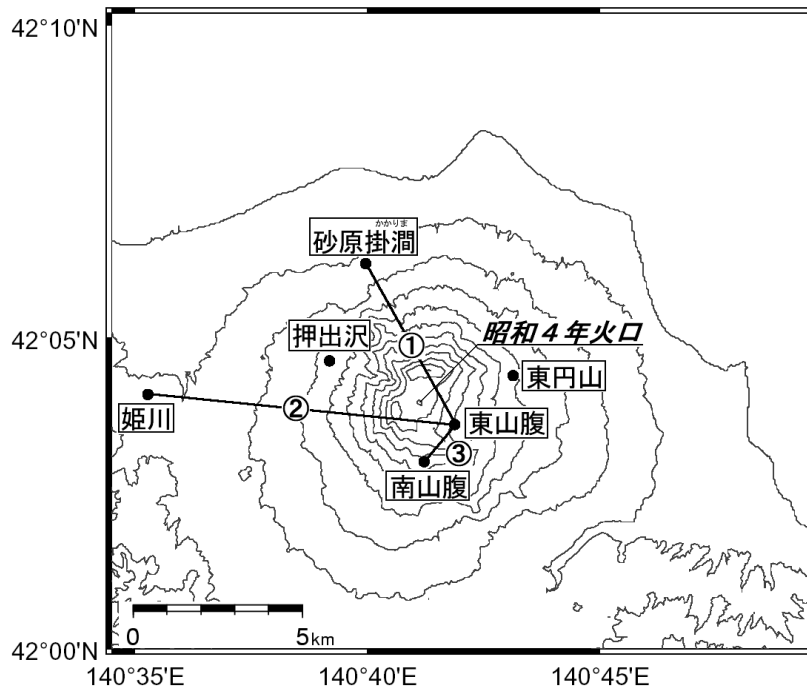 42°10'N
かかりま
砂原掛澗
押出沢
①
昭和4年火口
42°05'N
東円山
姫川
②
東山腹
③
南山腹
0
5km
42°00'N
140°35'E
140°40'E
140°45'E